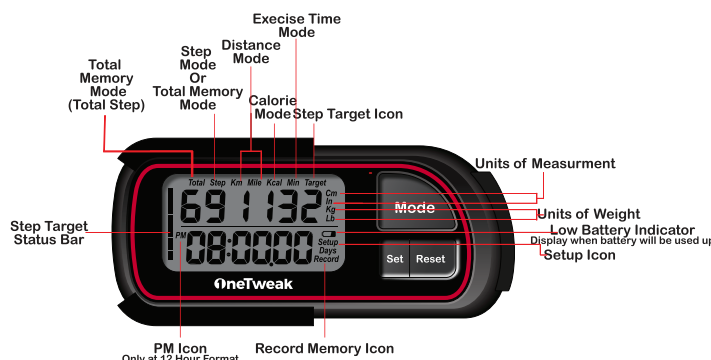 Execise Time
Mode
Distance
Mode
Step
Mode
Or
Total Memory
Mode
Total
Memory
Mode
(Total Step)
Calorie
Mode
Step Target Icon
Units of Measurment
Total Step Km Mile Kcal Min Target
Cm
In
Kg
Lb
691132
Mode
Units of Weight
Step Target
Status Bar
PM
08:00.00
Setup
Days
Record
Low Battery Indicator
Display when battery will be used up
Setup Icon
Set
Reset
OneTweak
PM Icon
Only at 12 Hour Format
Record Memory Icon